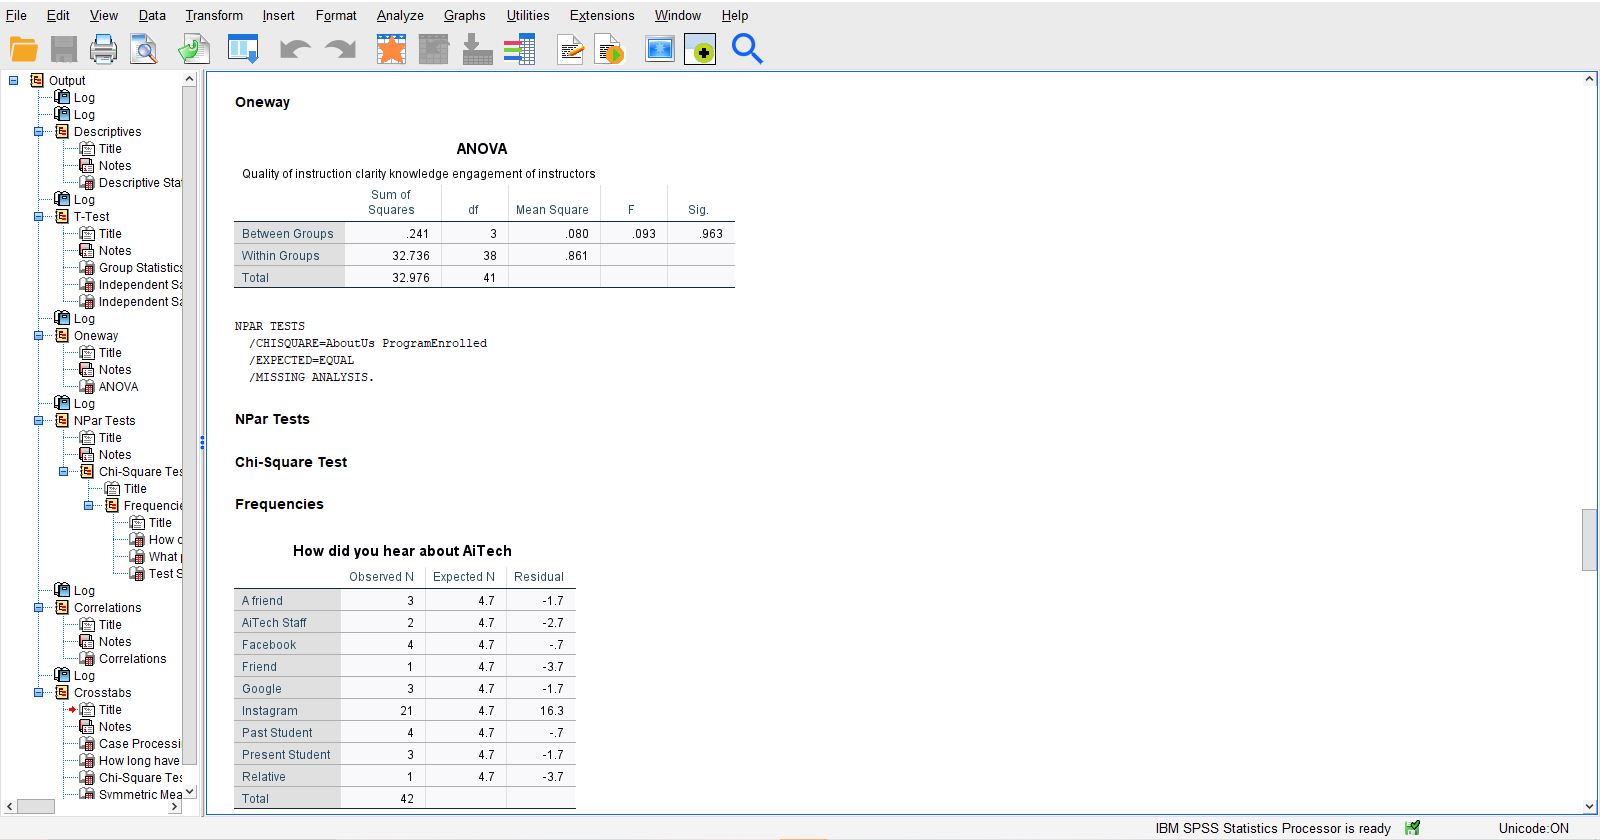 File Edit View Data Transform Insert Format Analyze Graphs Utilities Extensions Window Help
Output
Log
Log
Descriptives
Title
Notes
Descriptive Sta
Log
T-Test
Title
Notes
Group Statistics
Independent Sa
Independent Sa
Log
Oneway
Title
Notes
ANOVA
Log
NPar Tests
Title
Notes
Chi-Square Tes
Title
Frequencie
Title
How
What
Test S
Log
Correlations
Title
Notes
Correlations
Log
Crosstabs
Title
Notes
Case Processi
How long have
Chi-Square Tes
Symmetric Mea
Oneway
ANOVA
Quality of instruction clarity knowledge engagement of instructors
Sum of
Squares df Mean Square F Sig.
Between Groups .241 3 .080 .093 .963
Within Groups 32.736 38 .861
Total 32.976 41
NPAR TESTS
/CHISQUARE=AboutUs ProgramEnrolled
/EXPECTED=EQUAL
/MISSING ANALYSIS.
NPar Tests
Chi-Square Test
Frequencies
How did you hear about AiTech
Observed N Expected N Residual
A friend 3 4.7 -1.7
AiTech Staff 2 4.7 -2.7
Facebook 4 4.7 -.7
Friend 1 4.7 -3.7
Google 3 4.7 -1.7
Instagram 21 4.7 16.3
Past Student 4 4.7 -.7
Present Student 3 4.7 -1.7
Relative 1 4.7 -3.7
Total 42
IBM SPSS Statistics Processor is ready Unicode:ON